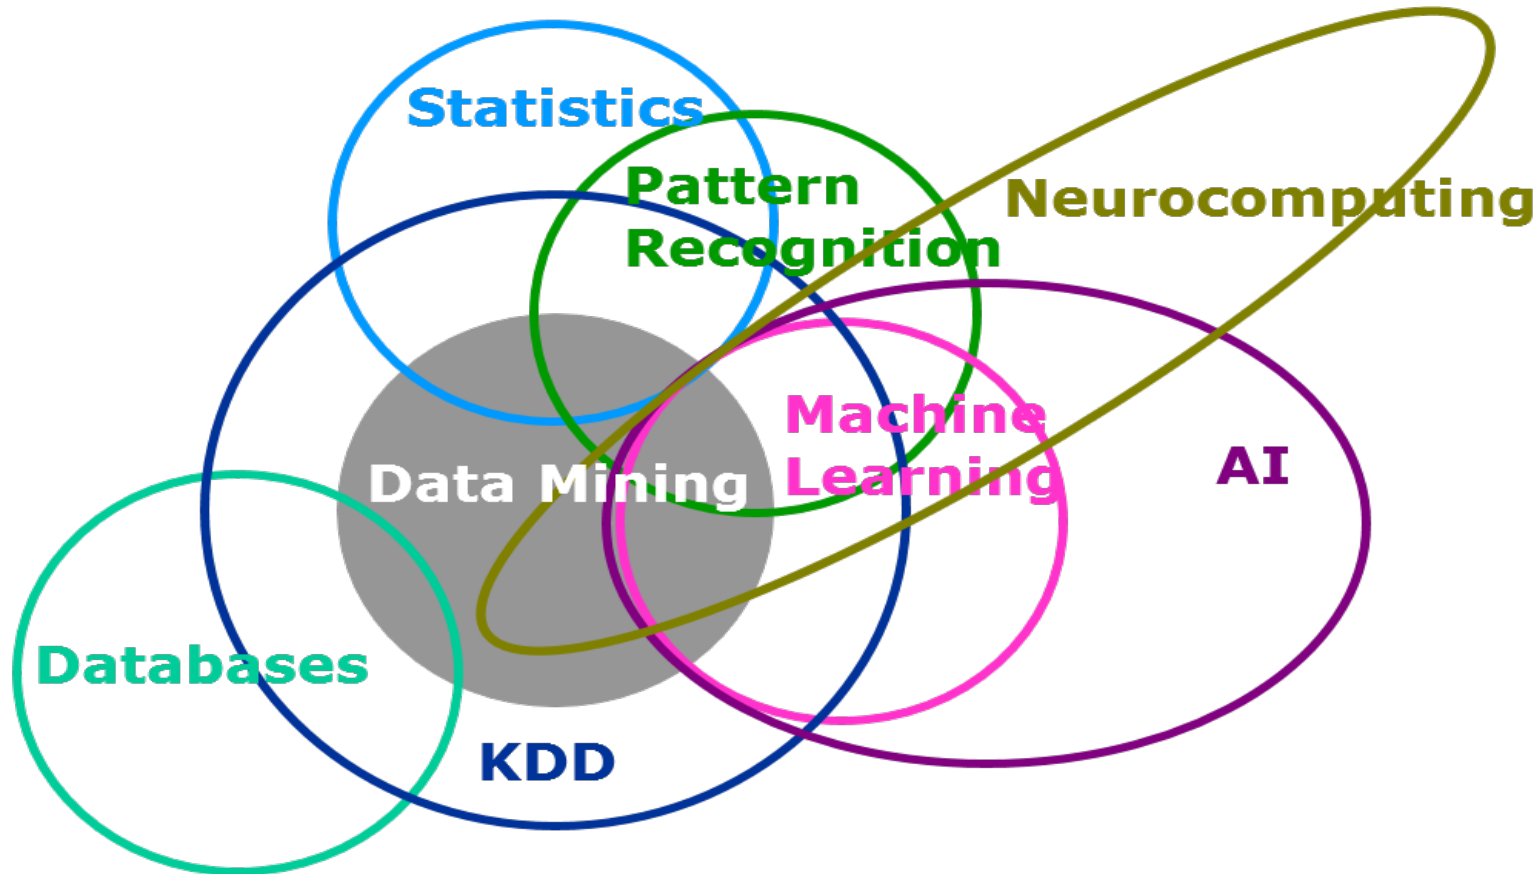 Statistics
Pattern
Recognition
Neurocomputing
Machine
Learning
AI
Data Mining
Databases
KDD